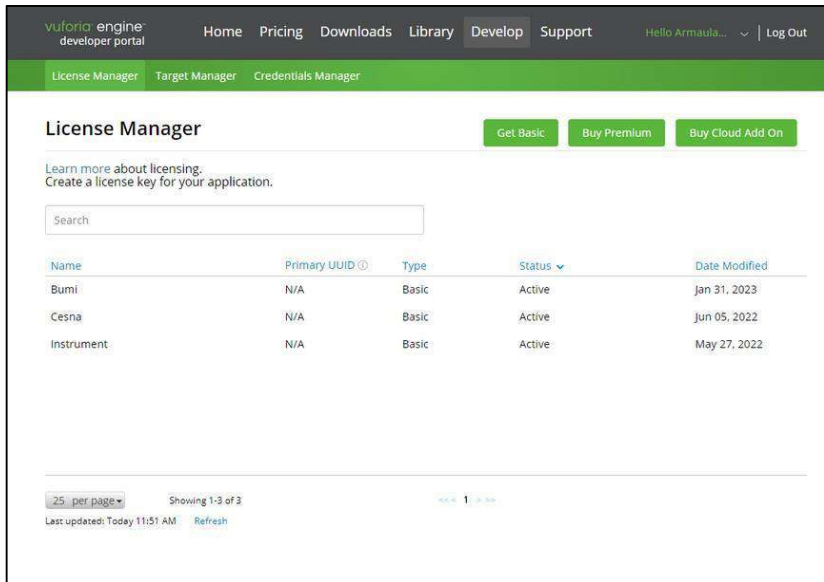 vuforia engine™
developer portal
Home Pricing Downloads Library Develop Support Hello Armaula... | Log Out
License Manager Target Manager Credentials Manager
License Manager Get Basic Buy Premium Buy Cloud Add On
Learn more about licensing.
Create a license key for your application.
Search
Name Primary UUID ⓘ Type Status Date Modified
Bumi N/A Basic Active Jan 31, 2023
Cesna N/A Basic Active Jun 05, 2022
Instrument N/A Basic Active May 27, 2022
25 per page Showing 1-3 of 3 <<< 1 > >>
Last updated: Today 11:51 AM Refresh